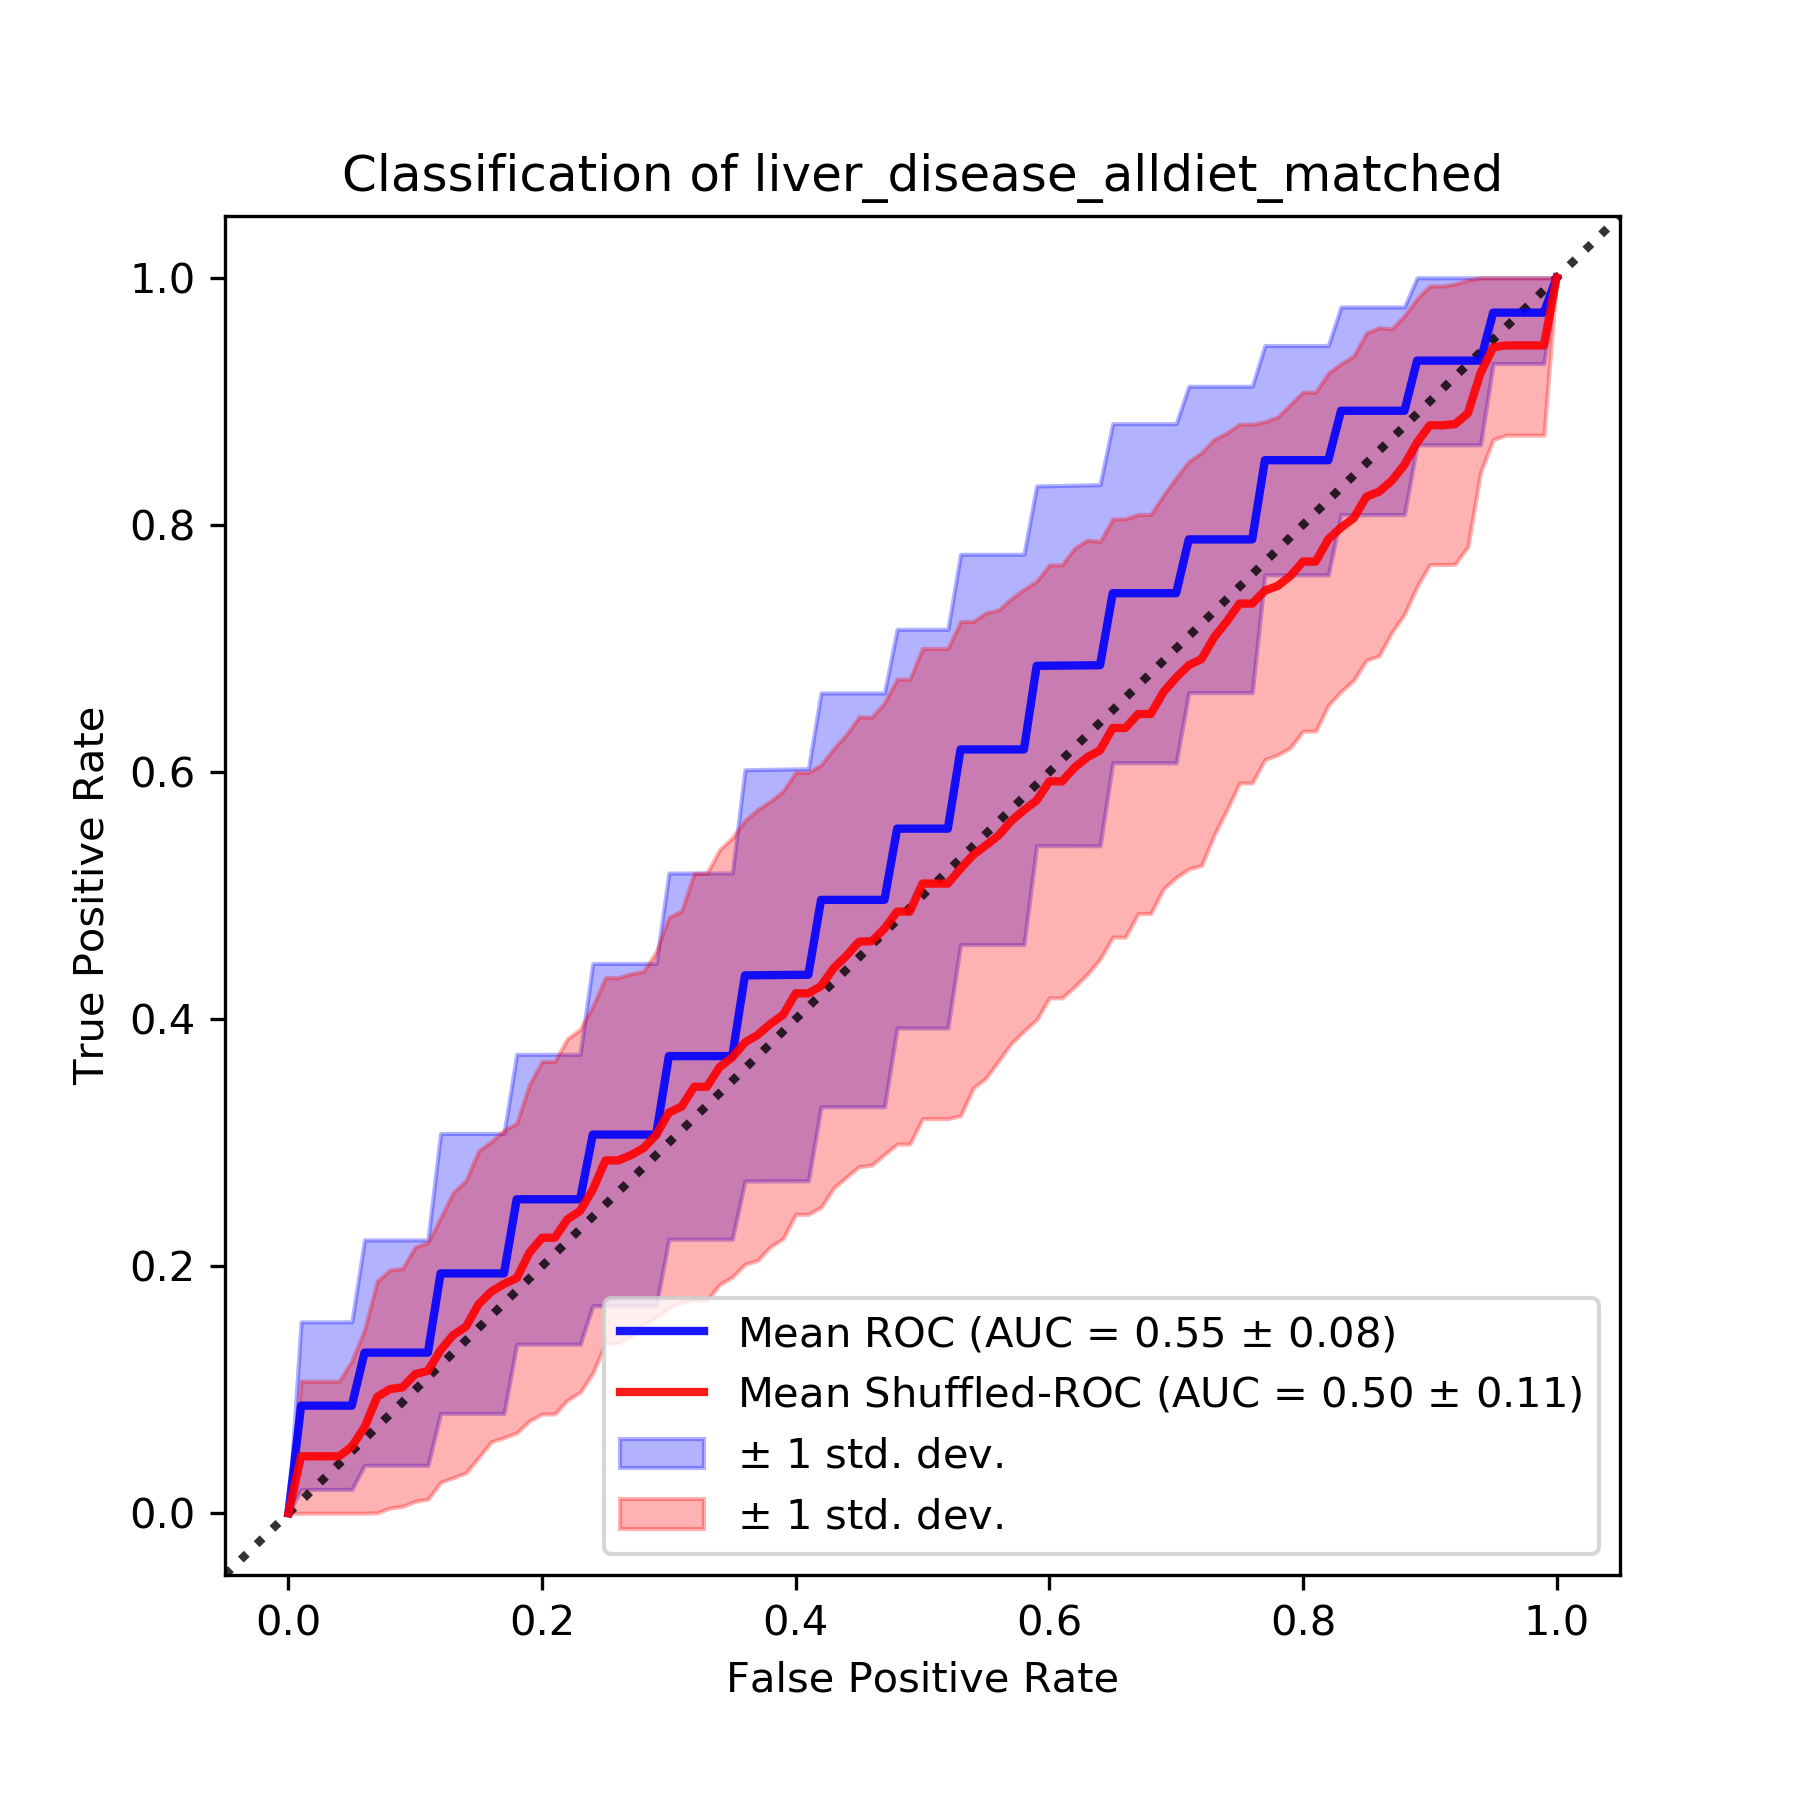 Classification of liver_disease_alldiet_matched
1.0
0.8
0.6
0.4
0.2
0.0
True Positive Rate
Mean ROC (AUC = 0.55 ± 0.08)
Mean Shuffled-ROC (AUC = 0.50 ± 0.11)
± 1 std. dev.
± 1 std. dev.
0.0 0.2 0.4 0.6 0.8 1.0
False Positive Rate